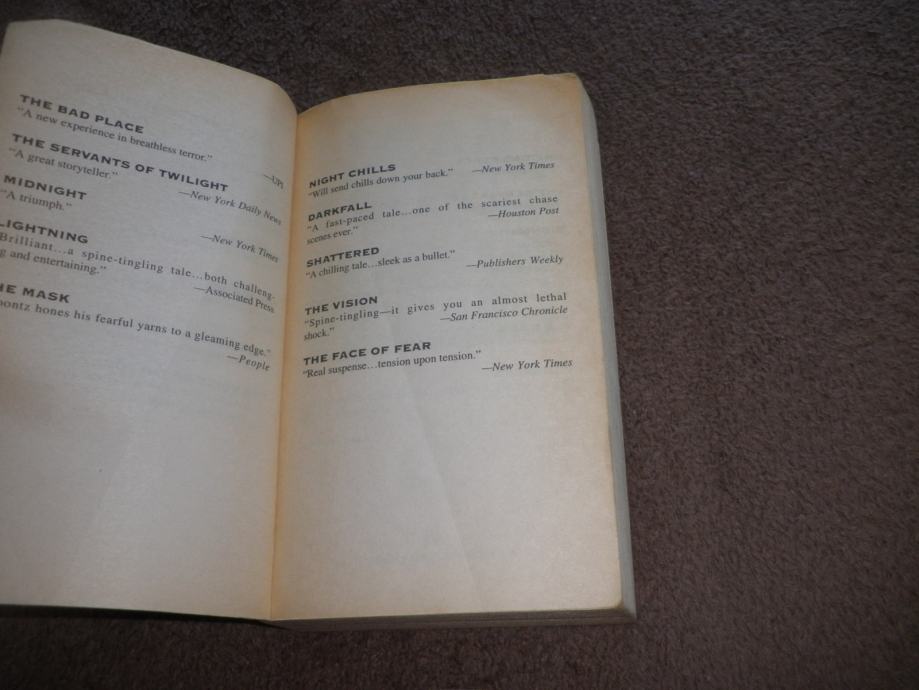 THE BAD PLACE
"A new experience in breathless terror."
—UPI
THE SERVANTS OF TWILIGHT
"A great storyteller."
—New York Daily News
MIDNIGHT
"A triumph."
—New York Times
LIGHTNING
Brilliant...a spine-tingling tale...both challeng-
g and entertaining."
—Associated Press
HE MASK
oontz hones his fearful yarns to a gleaming edge."
—People
NIGHT CHILLS
"Will send chills down your back." —New York Times
DARKFALL
"A fast-paced tale...one of the scariest chase
scenes ever." —Houston Post
SHATTERED
"A chilling tale...sleek as a bullet."
—Publishers Weekly
THE VISION
"Spine-tingling—it gives you an almost lethal
shock." —San Francisco Chronicle
THE FACE OF FEAR
"Real suspense...tension upon tension."
—New York Times